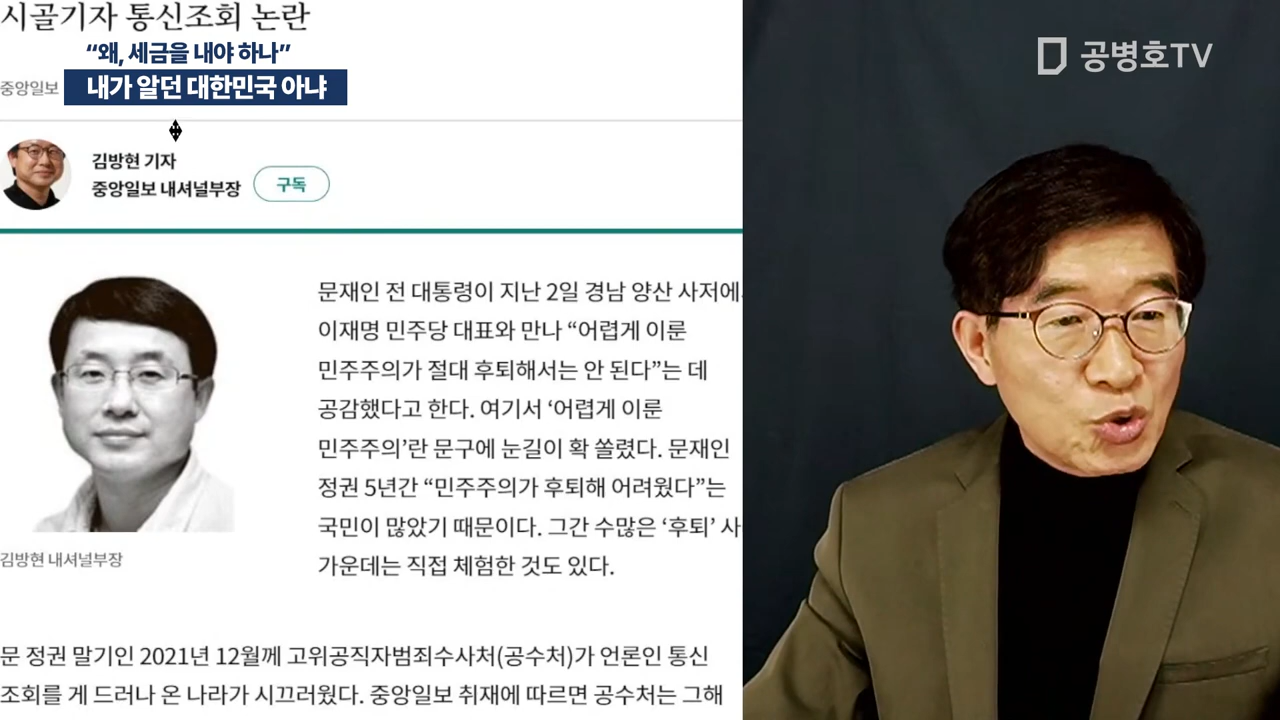 시골기자 통신조회 논란
“왜, 세금을 내야 하나”
중앙일보
내가 알던 대한민국 아냐
공병호TV
김방현 기자
중앙일보 내셔널부장
구독
문재인 전 대통령이 지난 2일 경남 양산 사저에
이재명 민주당 대표와 만나 “어렵게 이룬
민주주의가 절대 후퇴해서는 안 된다”는 데
공감했다고 한다. 여기서 ‘어렵게 이룬
민주주의’란 문구에 눈길이 확 쏠렸다. 문재인
정권 5년간 “민주주의가 후퇴해 어려웠다”는
국민이 많았기 때문이다. 그간 수많은 ‘후퇴’ 사
가운데는 직접 체험한 것도 있다.
김방현 내셔널부장
문 정권 말기인 2021년 12월께 고위공직자범죄수사처(공수처)가 언론인 통신
조회를 게 드러나 온 나라가 시끄러웠다. 중앙일보 취재에 따르면 공수처는 그해